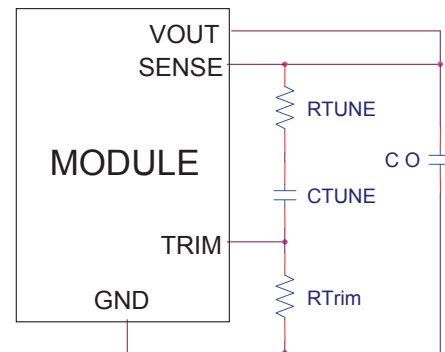 VOUT
SENSE
RTUNE
MODULE
C O
CTUNE
TRIM
GND
RTrim